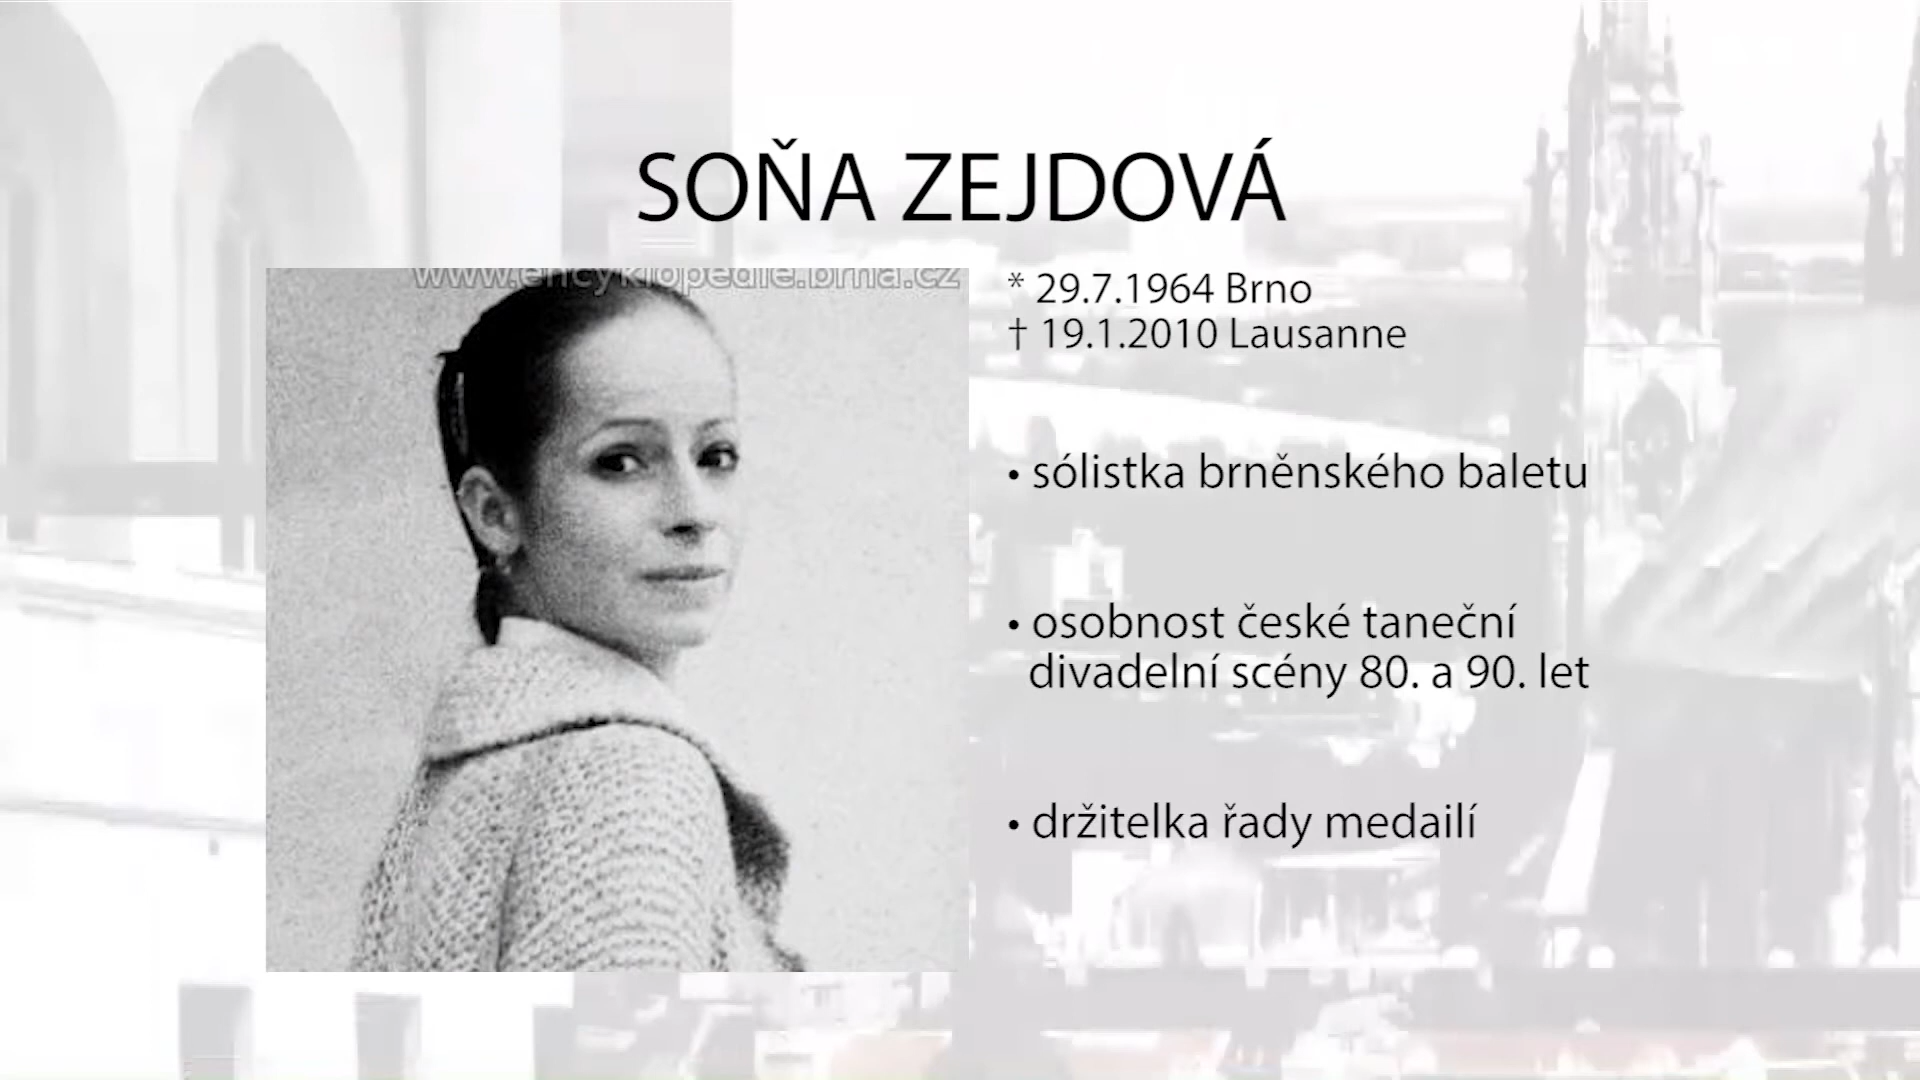 SOŇA ZEJDOVÁ
www.encyklopedie.brna.cz
* 29.7.1964 Brno
† 19.1.2010 Lausanne
• sólistka brněnského baletu
• osobnost české taneční
divadelní scény 80. a 90. let
• držitelka řady medailí